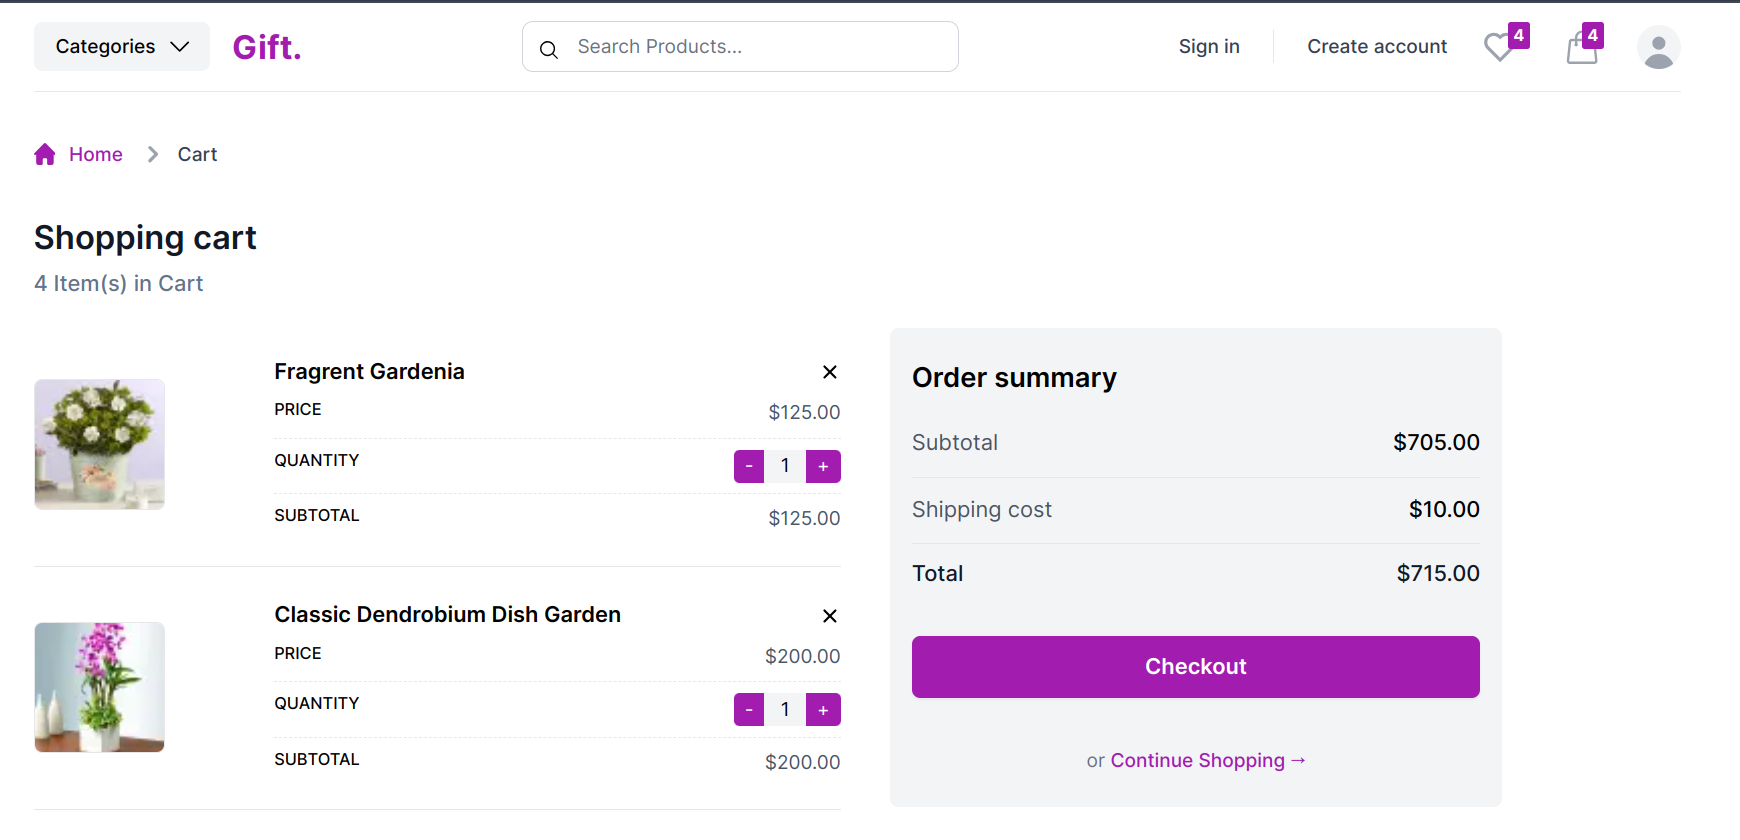 Categories
Gift.
Search Products...
Sign in
Create account
4
4
Home
Cart
Shopping cart
4 Item(s) in Cart
Fragrent Gardenia
PRICE
$125.00
QUANTITY
- 1 +
SUBTOTAL
$125.00
Classic Dendrobium Dish Garden
PRICE
$200.00
QUANTITY
- 1 +
SUBTOTAL
$200.00
Order summary
Subtotal
$705.00
Shipping cost
$10.00
Total
$715.00
Checkout
or Continue Shopping →